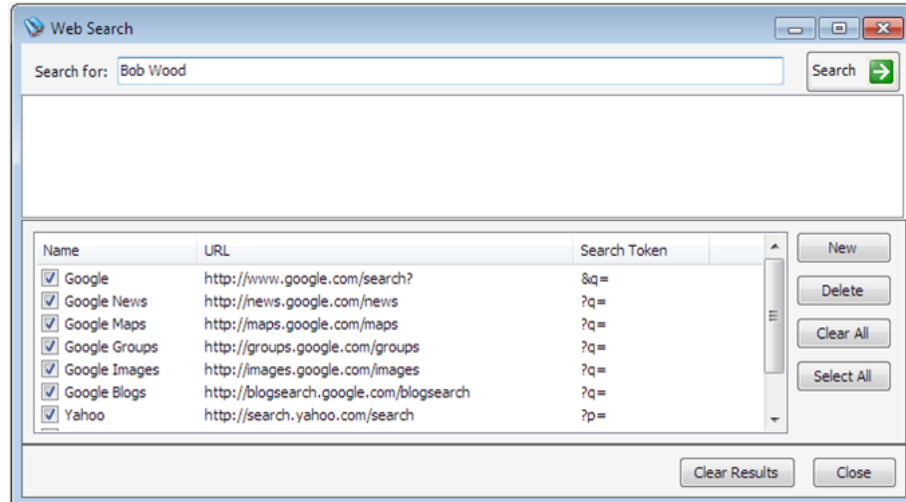 Web Search
Search for: Bob Wood Search
Name URL Search Token
Google http://www.google.com/search? &q=
Google News http://news.google.com/news ?q=
Google Maps http://maps.google.com/maps ?q=
Google Groups http://groups.google.com/groups ?q=
Google Images http://images.google.com/images ?q=
Google Blogs http://blogsearch.google.com/blogsearch ?q=
Yahoo http://search.yahoo.com/search ?p=
New
Delete
Clear All
Select All
Clear Results Close